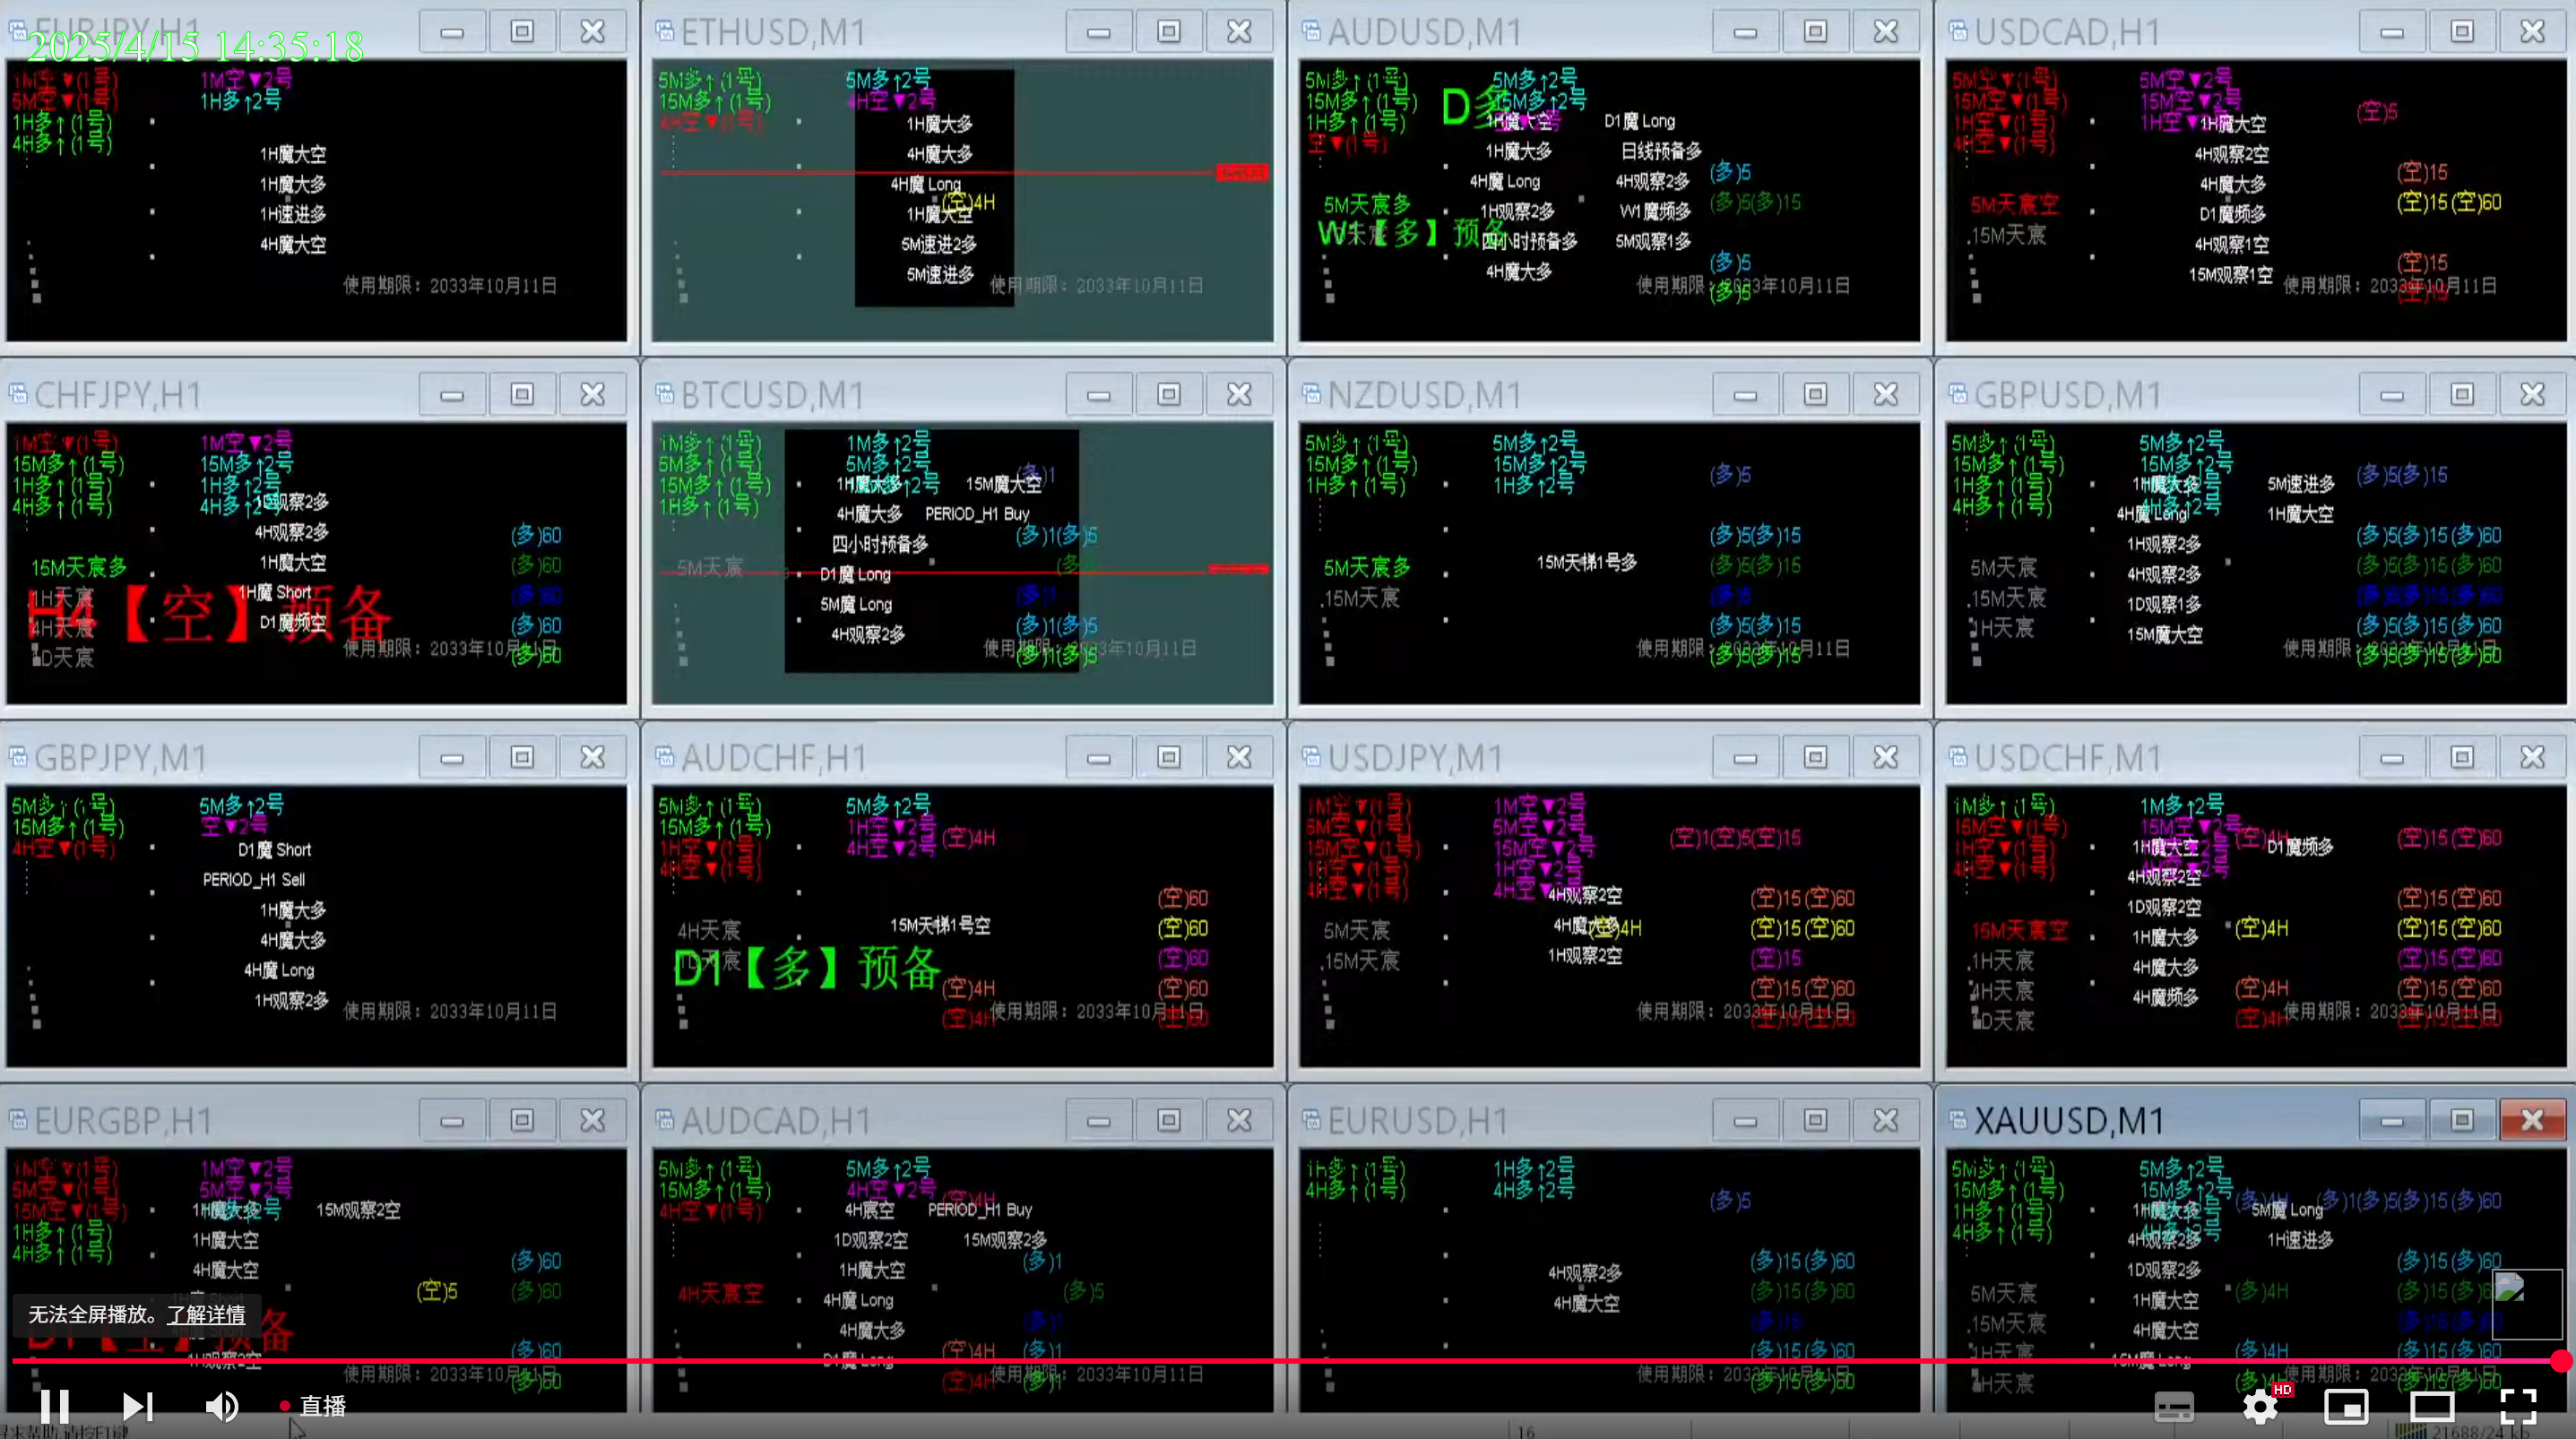 2025/4/15 14:35:18
EURJPY,H1
1M空▼(1号)
1M空▼2号
5M空▼(1号)
1H多↑2号
1H多↑(1号)
4H多↑(1号)
1H魔大空
1H魔大多
1H速进多
4H魔大空
使用期限：2033年10月11日
ETHUSD,M1
5M多↑(1号)
5M多↑2号
15M多↑(1号)
4H空▼2号
4H空▼(1号)
1H魔大多
4H魔大多
4H魔 Long
(空)4H
1H魔大空
5M速进2多
5M速进多
使用期限：2033年10月11日
AUDUSD,M1
5M多↑(1号)
5M多↑2号
15M多↑(1号)
D多
15M多↑2号
1H多↑(1号)
1H魔大空
D1魔 Long
空▼(1号)
1H魔大多
日线预备多
(多)5
4H魔 Long
4H观察2多
5M天宸多
1H观察2多
W1魔频多
(多)5(多)15
W1【多】预备
四小时预备多
5M观察1多
(多)5
4H魔大多
使用期限：2033年10月11日
(多)5
USDCAD,H1
5M空▼(1号)
5M空▼2号
15M空▼(1号)
15M空▼2号
(空)5
1H空▼(1号)
1H空▼2号
1H魔大空
4H空▼(1号)
4H观察2空
(空)15
4H魔大多
5M天宸空
D1魔频多
(空)15(空)60
15M天宸
4H观察1空
(空)15
15M观察1空
使用期限：2033年10月11日
(空)15
CHFJPY,H1
1M空▼(1号)
1M空▼2号
15M多↑(1号)
15M多↑2号
1H多↑(1号)
1H多↑2号
4H多↑(1号)
4H多↑2号
1D观察2多
4H观察2多
(多)60
15M天宸多
1H魔大空
(多)60
1H天宸
1H魔 Short
(多)60
H4【空】预备
4H天宸
D1魔频空
(多)60
1D天宸
使用期限：2033年10月11日
(多)60
BTCUSD,M1
1M多↑(1号)
1M多↑2号
5M多↑(1号)
5M多↑2号
(多)1
15M多↑(1号)
1H魔大多
15M魔大空
1H多↑(1号)
4H魔大多
PERIOD_H1 Buy
四小时预备多
(多)1(多)5
5M天宸
D1魔 Long
5M魔 Long
(多)1
4H观察2多
(多)1(多)5
使用期限：2033年10月11日
(多)1(多)5
NZDUSD,M1
5M多↑(1号)
5M多↑2号
15M多↑(1号)
15M多↑2号
(多)5
1H多↑(1号)
1H多↑2号
(多)5(多)15
5M天宸多
15M天梯1号多
(多)5(多)15
15M天宸
(多)5
(多)5(多)15
使用期限：2033年10月11日
(多)5(多)15
GBPUSD,M1
5M多↑(1号)
5M多↑2号
15M多↑(1号)
15M多↑2号
(多)5(多)15
1H多↑(1号)
1H魔大多
5M速进多
4H多↑(1号)
4H魔 Long
1H魔大空
1H观察2多
(多)5(多)15(多)60
5M天宸
4H观察2多
(多)5(多)15(多)60
15M天宸
1D观察1多
(多)5(多)15(多)60
1H天宸
15M魔大空
(多)5(多)15(多)60
使用期限：2033年10月11日
(多)5(多)15(多)60
GBPJPY,M1
5M多↑(1号)
5M多↑2号
15M多↑(1号)
空▼2号
4H空▼(1号)
D1魔 Short
PERIOD_H1 Sell
1H魔大多
4H魔大多
4H魔 Long
1H观察2多
使用期限：2033年10月11日
AUDCHF,H1
5M多↑(1号)
5M多↑2号
15M多↑(1号)
1H空▼2号
(空)4H
1H空▼(1号)
4H空▼2号
4H空▼(1号)
(空)60
4H天宸
15M天梯1号空
(空)60
1D天宸
D1【多】预备
(空)60
(空)4H
(空)60
(空)4H
使用期限：2033年10月11日
(空)60
USDJPY,M1
1M空▼(1号)
1M空▼2号
5M空▼(1号)
5M空▼2号
(空)1(空)5(空)15
15M空▼(1号)
15M空▼2号
1H空▼(1号)
1H空▼2号
4H空▼(1号)
4H空▼2号
4H观察2空
(空)15(空)60
5M天宸
4H魔大多
(空)4H
(空)15(空)60
15M天宸
1H观察2空
(空)15
(空)15(空)60
使用期限：2033年10月11日
(空)15(空)60
USDCHF,M1
1M多↑(1号)
1M多↑2号
15M空▼(1号)
15M空▼2号
(空)4H
(空)15(空)60
1H空▼(1号)
1H魔大空
D1魔频多
4H空▼(1号)
4H观察2空
1D观察2空
(空)15(空)60
15M天宸空
1H魔大多
(空)4H
(空)15(空)60
1H天宸
4H魔大多
(空)15(空)60
4H天宸
4H魔频多
(空)4H
(空)15(空)60
1D天宸
(空)4H
使用期限：2033年10月11日
(空)15(空)60
EURGBP,H1
1M空▼(1号)
1M空▼2号
5M空▼(1号)
5M空▼2号
15M空▼(1号)
1H魔大多
15M观察2空
1H多↑(1号)
1H魔大空
4H多↑(1号)
4H魔大空
(多)60
(空)5
(多)60
无法全屏播放。了解详情
D1【空】预备
1H观察2空
(多)60
使用期限：2033年10月11日
(多)60
AUDCAD,H1
5M多↑(1号)
5M多↑2号
15M多↑(1号)
4H空▼2号
(空)4H
4H空▼(1号)
4H宸空
PERIOD_H1 Buy
1D观察2空
15M观察2多
1H魔大空
(多)1
4H天宸空
4H魔 Long
(多)5
4H魔大多
(多)1
D1魔 Long
(空)4H
(多)1
使用期限：2033年10月11日
(空)4H
(多)1
EURUSD,H1
1H多↑(1号)
1H多↑2号
4H多↑(1号)
4H多↑2号
(多)5
4H观察2多
(多)15(多)60
4H魔大空
(多)15(多)60
(多)15
(多)15(多)60
使用期限：2033年10月11日
(多)15(多)60
XAUUSD,M1
5M多↑(1号)
5M多↑2号
15M多↑(1号)
15M多↑2号
(多)4H
(多)1(多)5(多)15(多)60
1H多↑(1号)
1H魔大多
5M魔 Long
4H多↑(1号)
4H观察2多
1H速进多
1D观察2多
(多)15(多)60
5M天宸
1H魔大空
(多)4H
15M天宸
4H魔大空
1H天宸
15M魔 Long
(多)4H
(多)15(多)60
4H天宸
使用期限：2033年10月11日
直播
HD
16
21688/24 kb